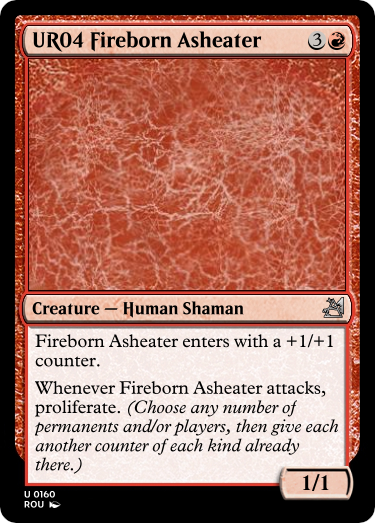 UR04 Fireborn Asheater 3
Creature — Human Shaman
Fireborn Asheater enters with a +1/+1
counter.
Whenever Fireborn Asheater attacks,
proliferate. (Choose any number of
permanents and/or players, then give each
another counter of each kind already
there.)
1/1
U 0160
ROU